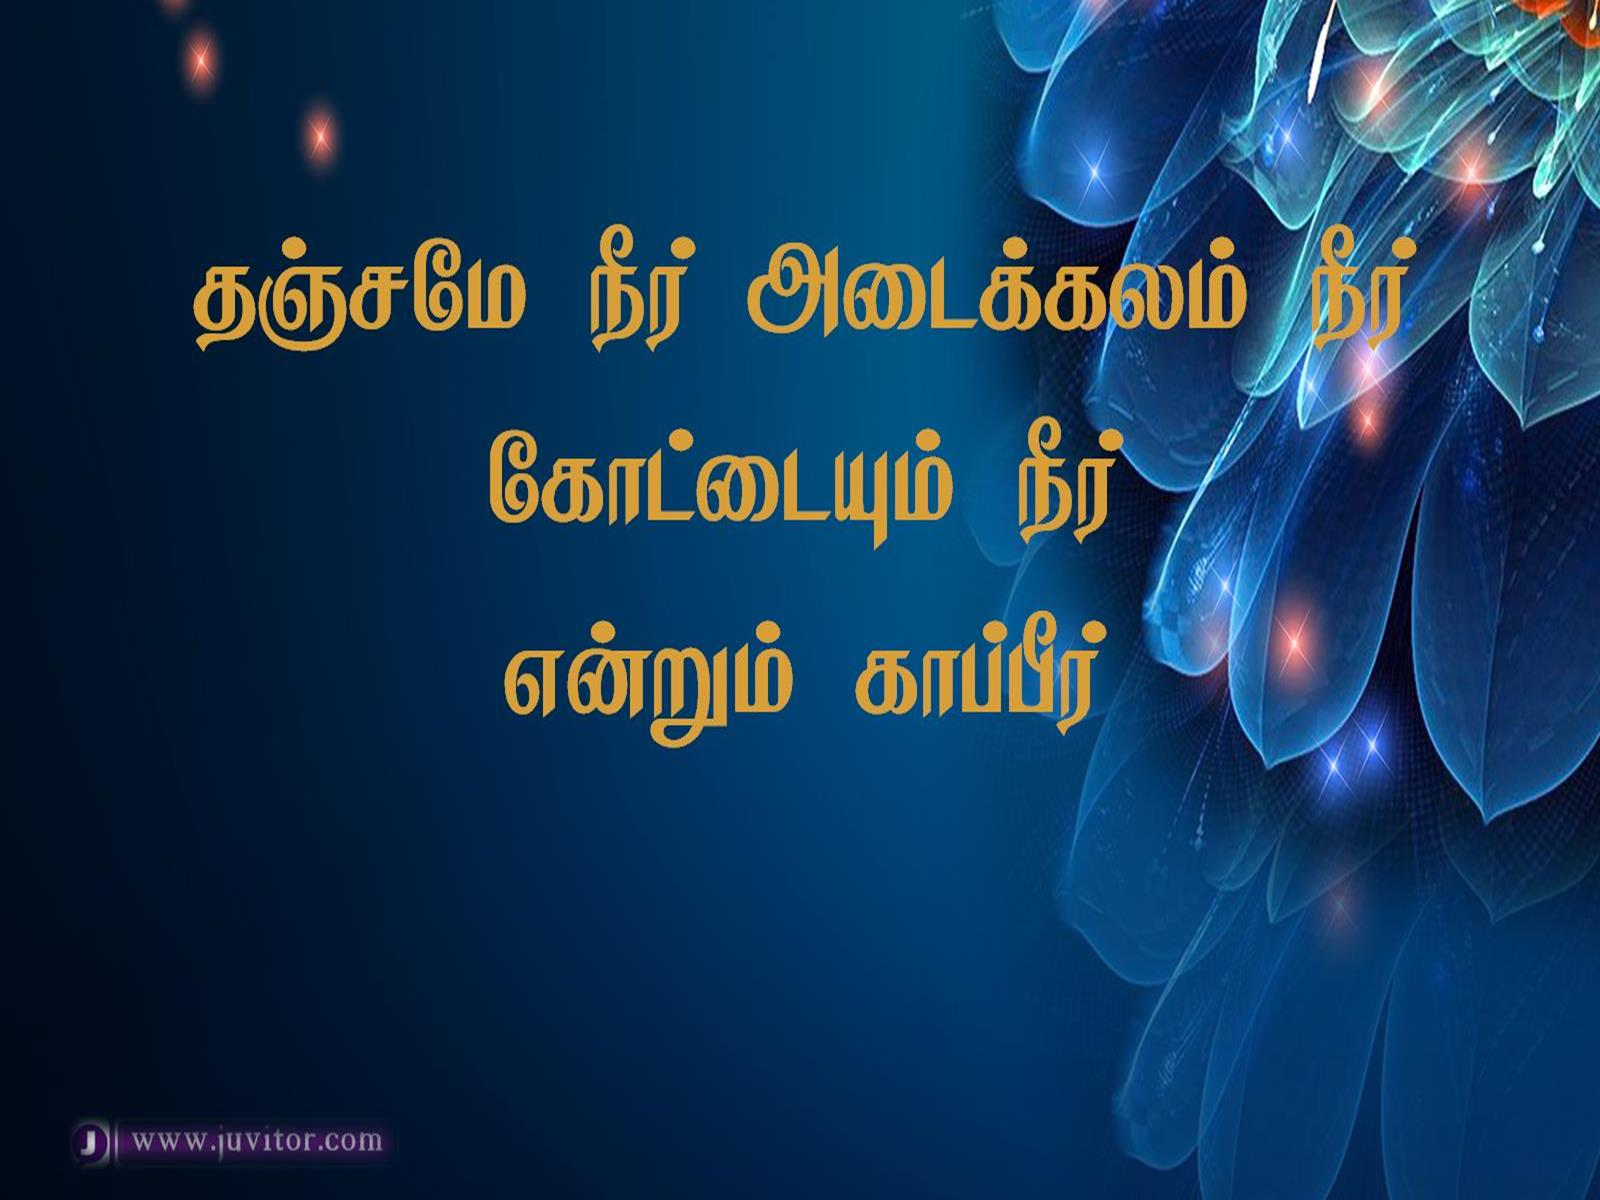 தஞ்சமே நீர் அடைக்கலம் நீர்
கோட்டையும் நீர்
என்றும் காப்பீர்
J www.juvitor.com